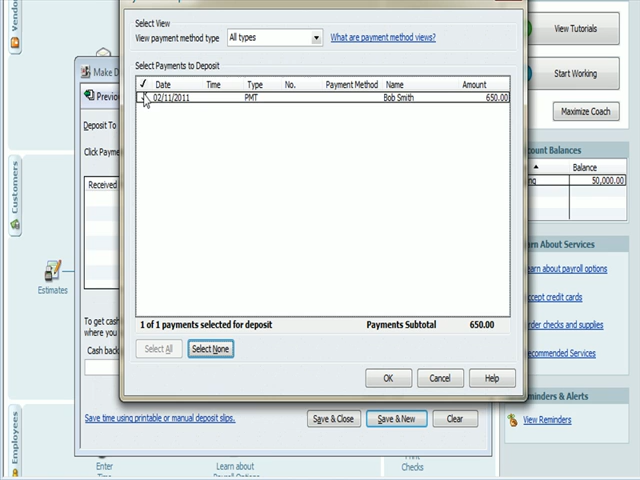 Select View
View payment method type All types What are payment method views?
Select Payments to Deposit
Date Time Type No. Payment Method Name Amount
02/11/2011 PMT Bob Smith 650.00
1 of 1 payments selected for deposit Payments Subtotal 650.00
Select All Select None
OK Cancel Help
Make D
Previou
Deposit To
Click Payme
Received
To get cash
where you
Cash back
Save time using printable or manual deposit slips.
Save & Close Save & New Clear
Vendo
Customers
Estimates
Employees
Enter
Time
Learn about
Payroll Options
Print
Checks
View Tutorials
Start Working
Maximize Coach
count Balances
Balance
ng 50,000.00
arn About Services
earn about payroll options
ccept credit cards
rder checks and supplies
ecommended Services
eminders & Alerts
View Reminders